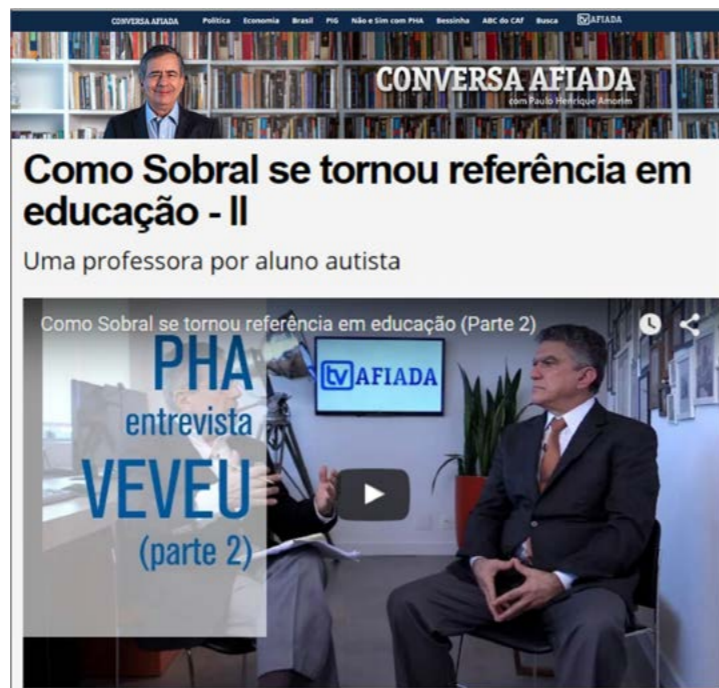 CONVERSA AFIADA Política Economia Brasil PIG Não e Sim com PHA Bessinha ABC do CAF Busca tv AFIADA
CONVERSA AFIADA
com Paulo Henrique Amorim
Como Sobral se tornou referência em
educação - II
Uma professora por aluno autista
Como Sobral se tornou referência em educação (Parte 2)
PHA
entrevista
VEVEU
(parte 2)
tv AFIADA